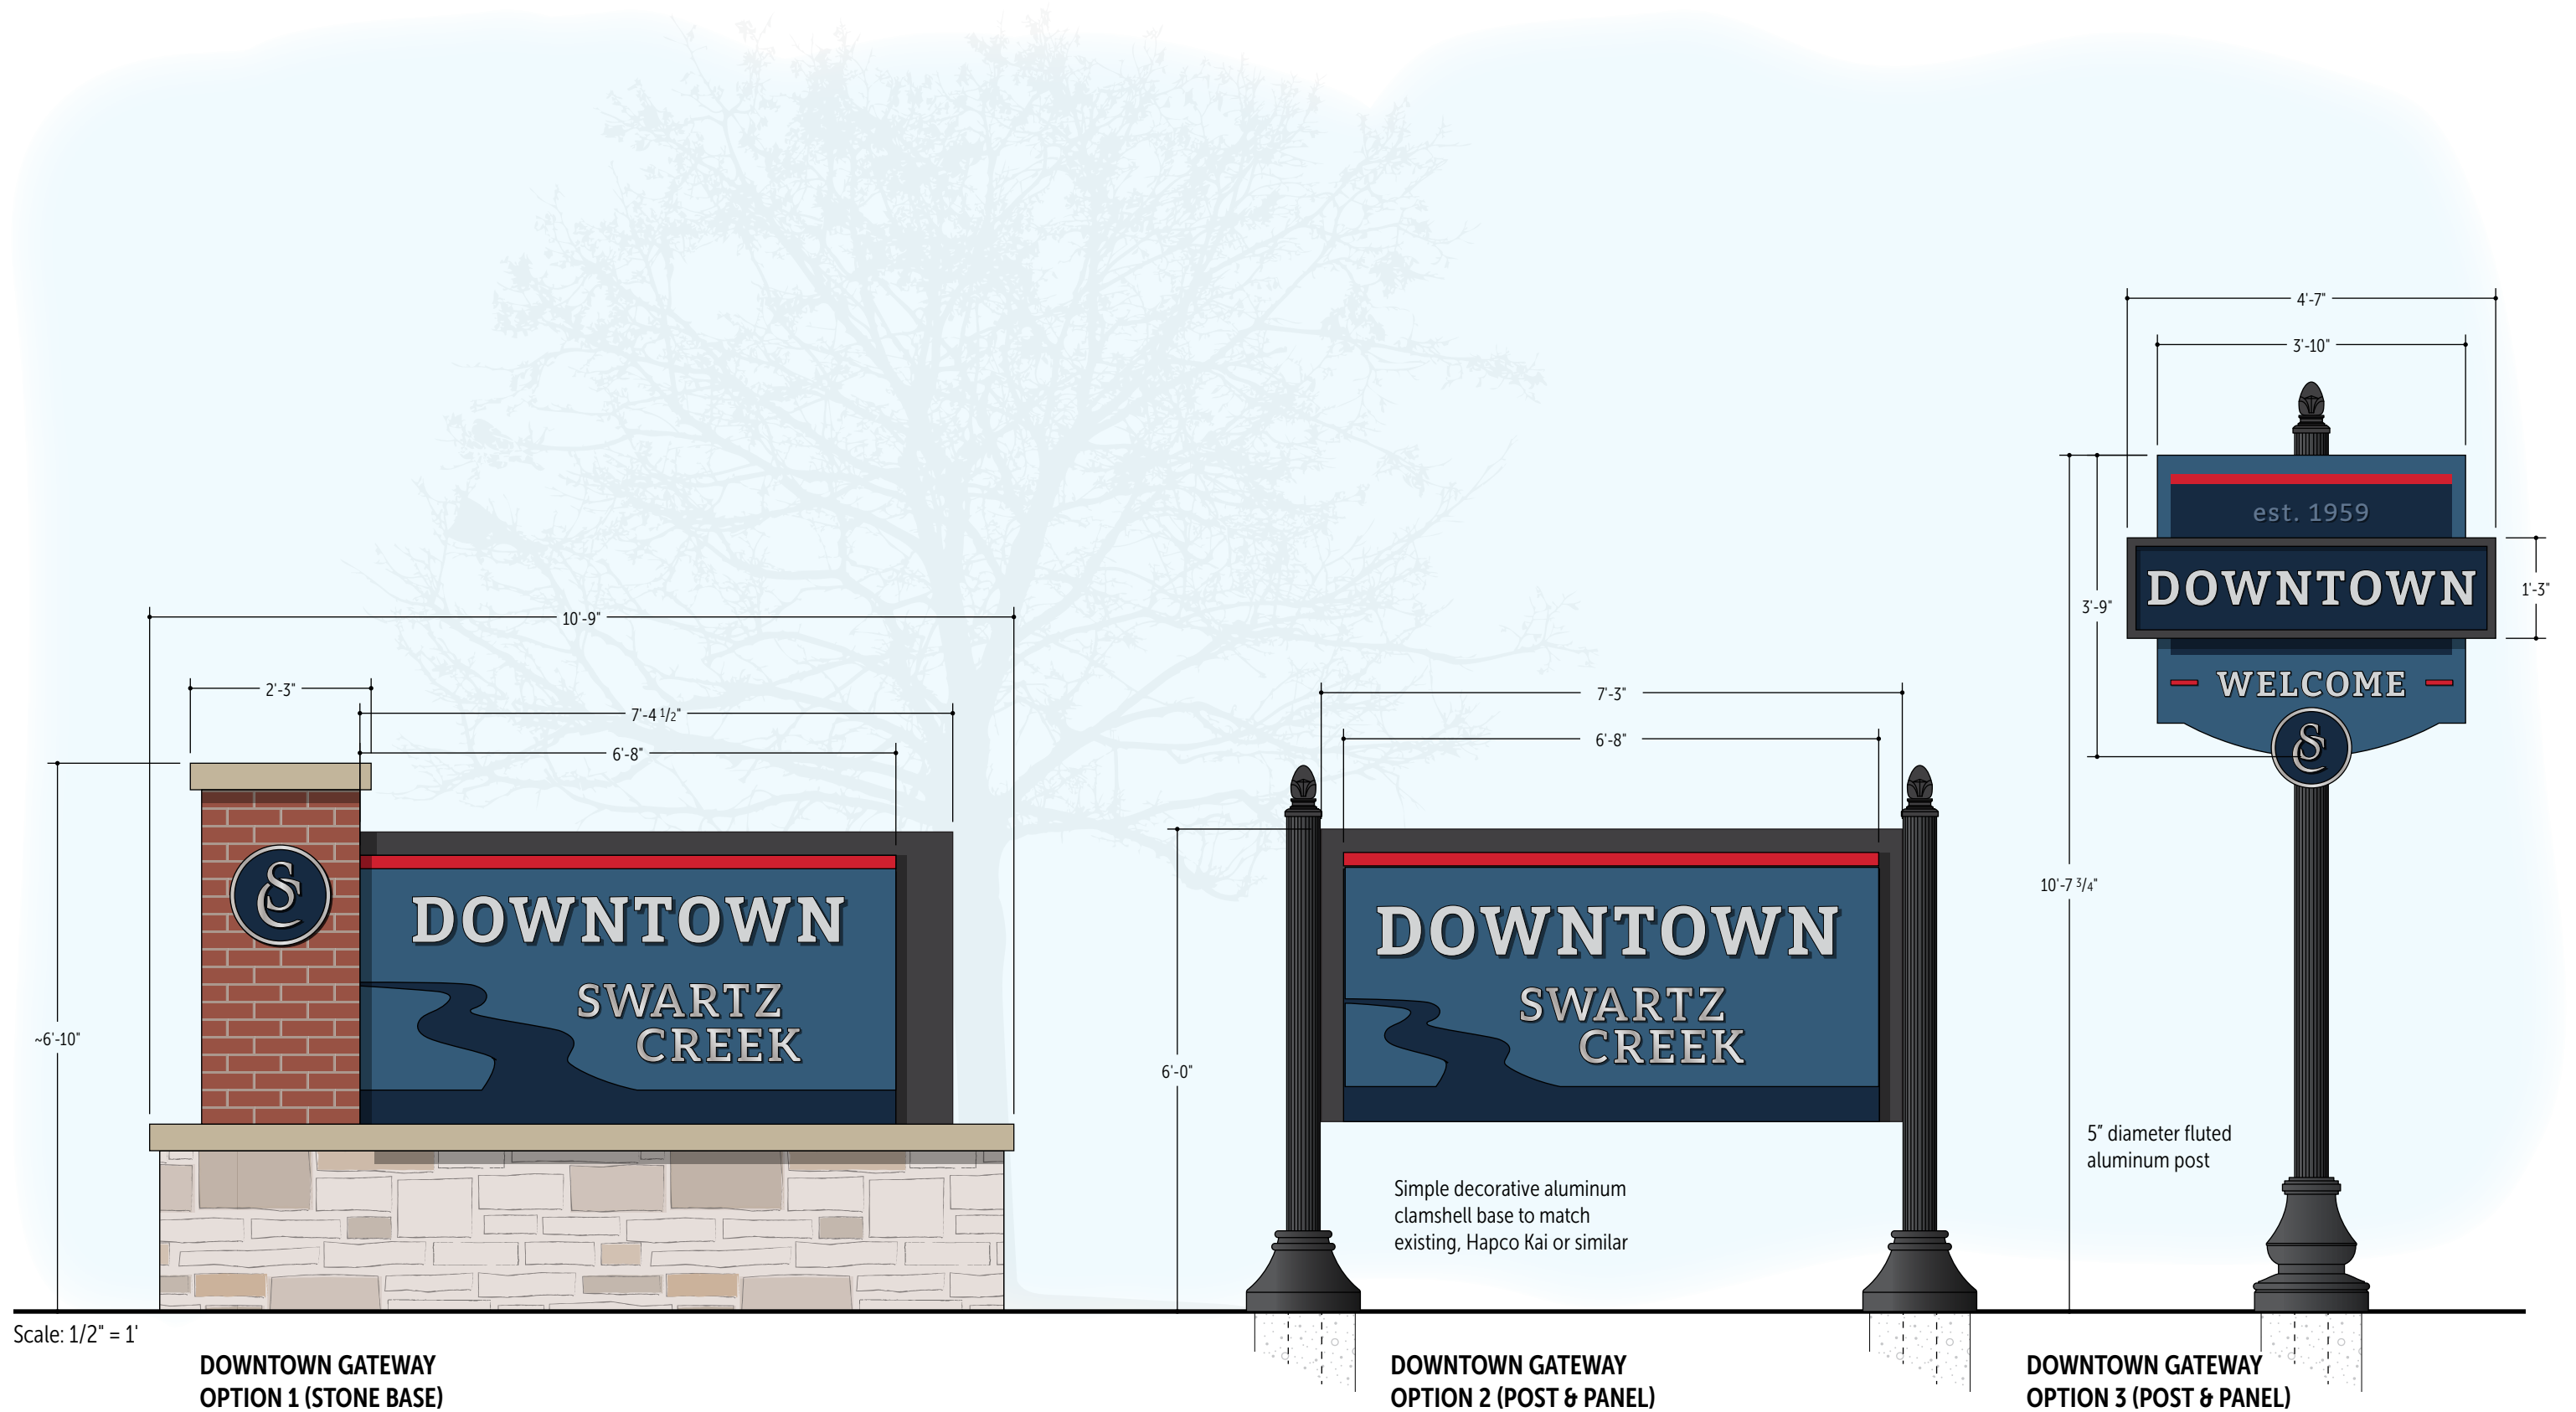 10'-9"
2'-3"
7'-4 1/2"
6'-8"
~6'-10"
SC
DOWNTOWN
SWARTZ
CREEK
Scale: 1/2" = 1'
DOWNTOWN GATEWAY
OPTION 1 (STONE BASE)
7'-3"
6'-8"
6'-0"
DOWNTOWN
SWARTZ
CREEK
Simple decorative aluminum
clamshell base to match
existing, Hapco Kai or similar
DOWNTOWN GATEWAY
OPTION 2 (POST & PANEL)
4'-7"
3'-10"
est. 1959
DOWNTOWN
1'-3"
3'-9"
WELCOME
SC
10'-7 3/4"
5" diameter fluted
aluminum post
DOWNTOWN GATEWAY
OPTION 3 (POST & PANEL)